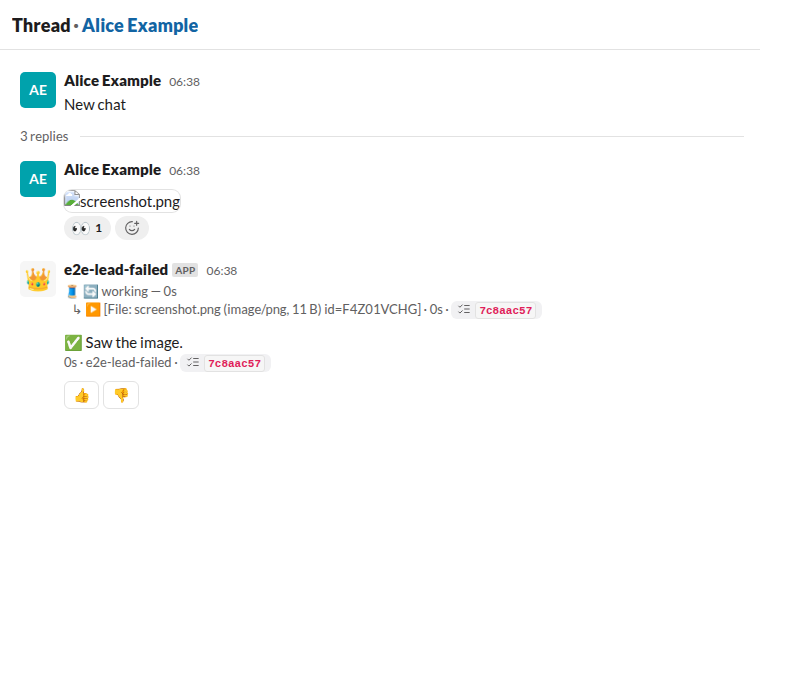 Thread • Alice Example
AE
Alice Example 06:38
New chat
3 replies
AE
Alice Example 06:38
screenshot.png
👀 1
e2e-lead-failed APP 06:38
🧵 🔄 working — 0s
↳ ▶️ [File: screenshot.png (image/png, 11 B) id=F4Z01VCHG] · 0s · 7c8aac57
✅ Saw the image.
0s · e2e-lead-failed · 7c8aac57
👍 👎